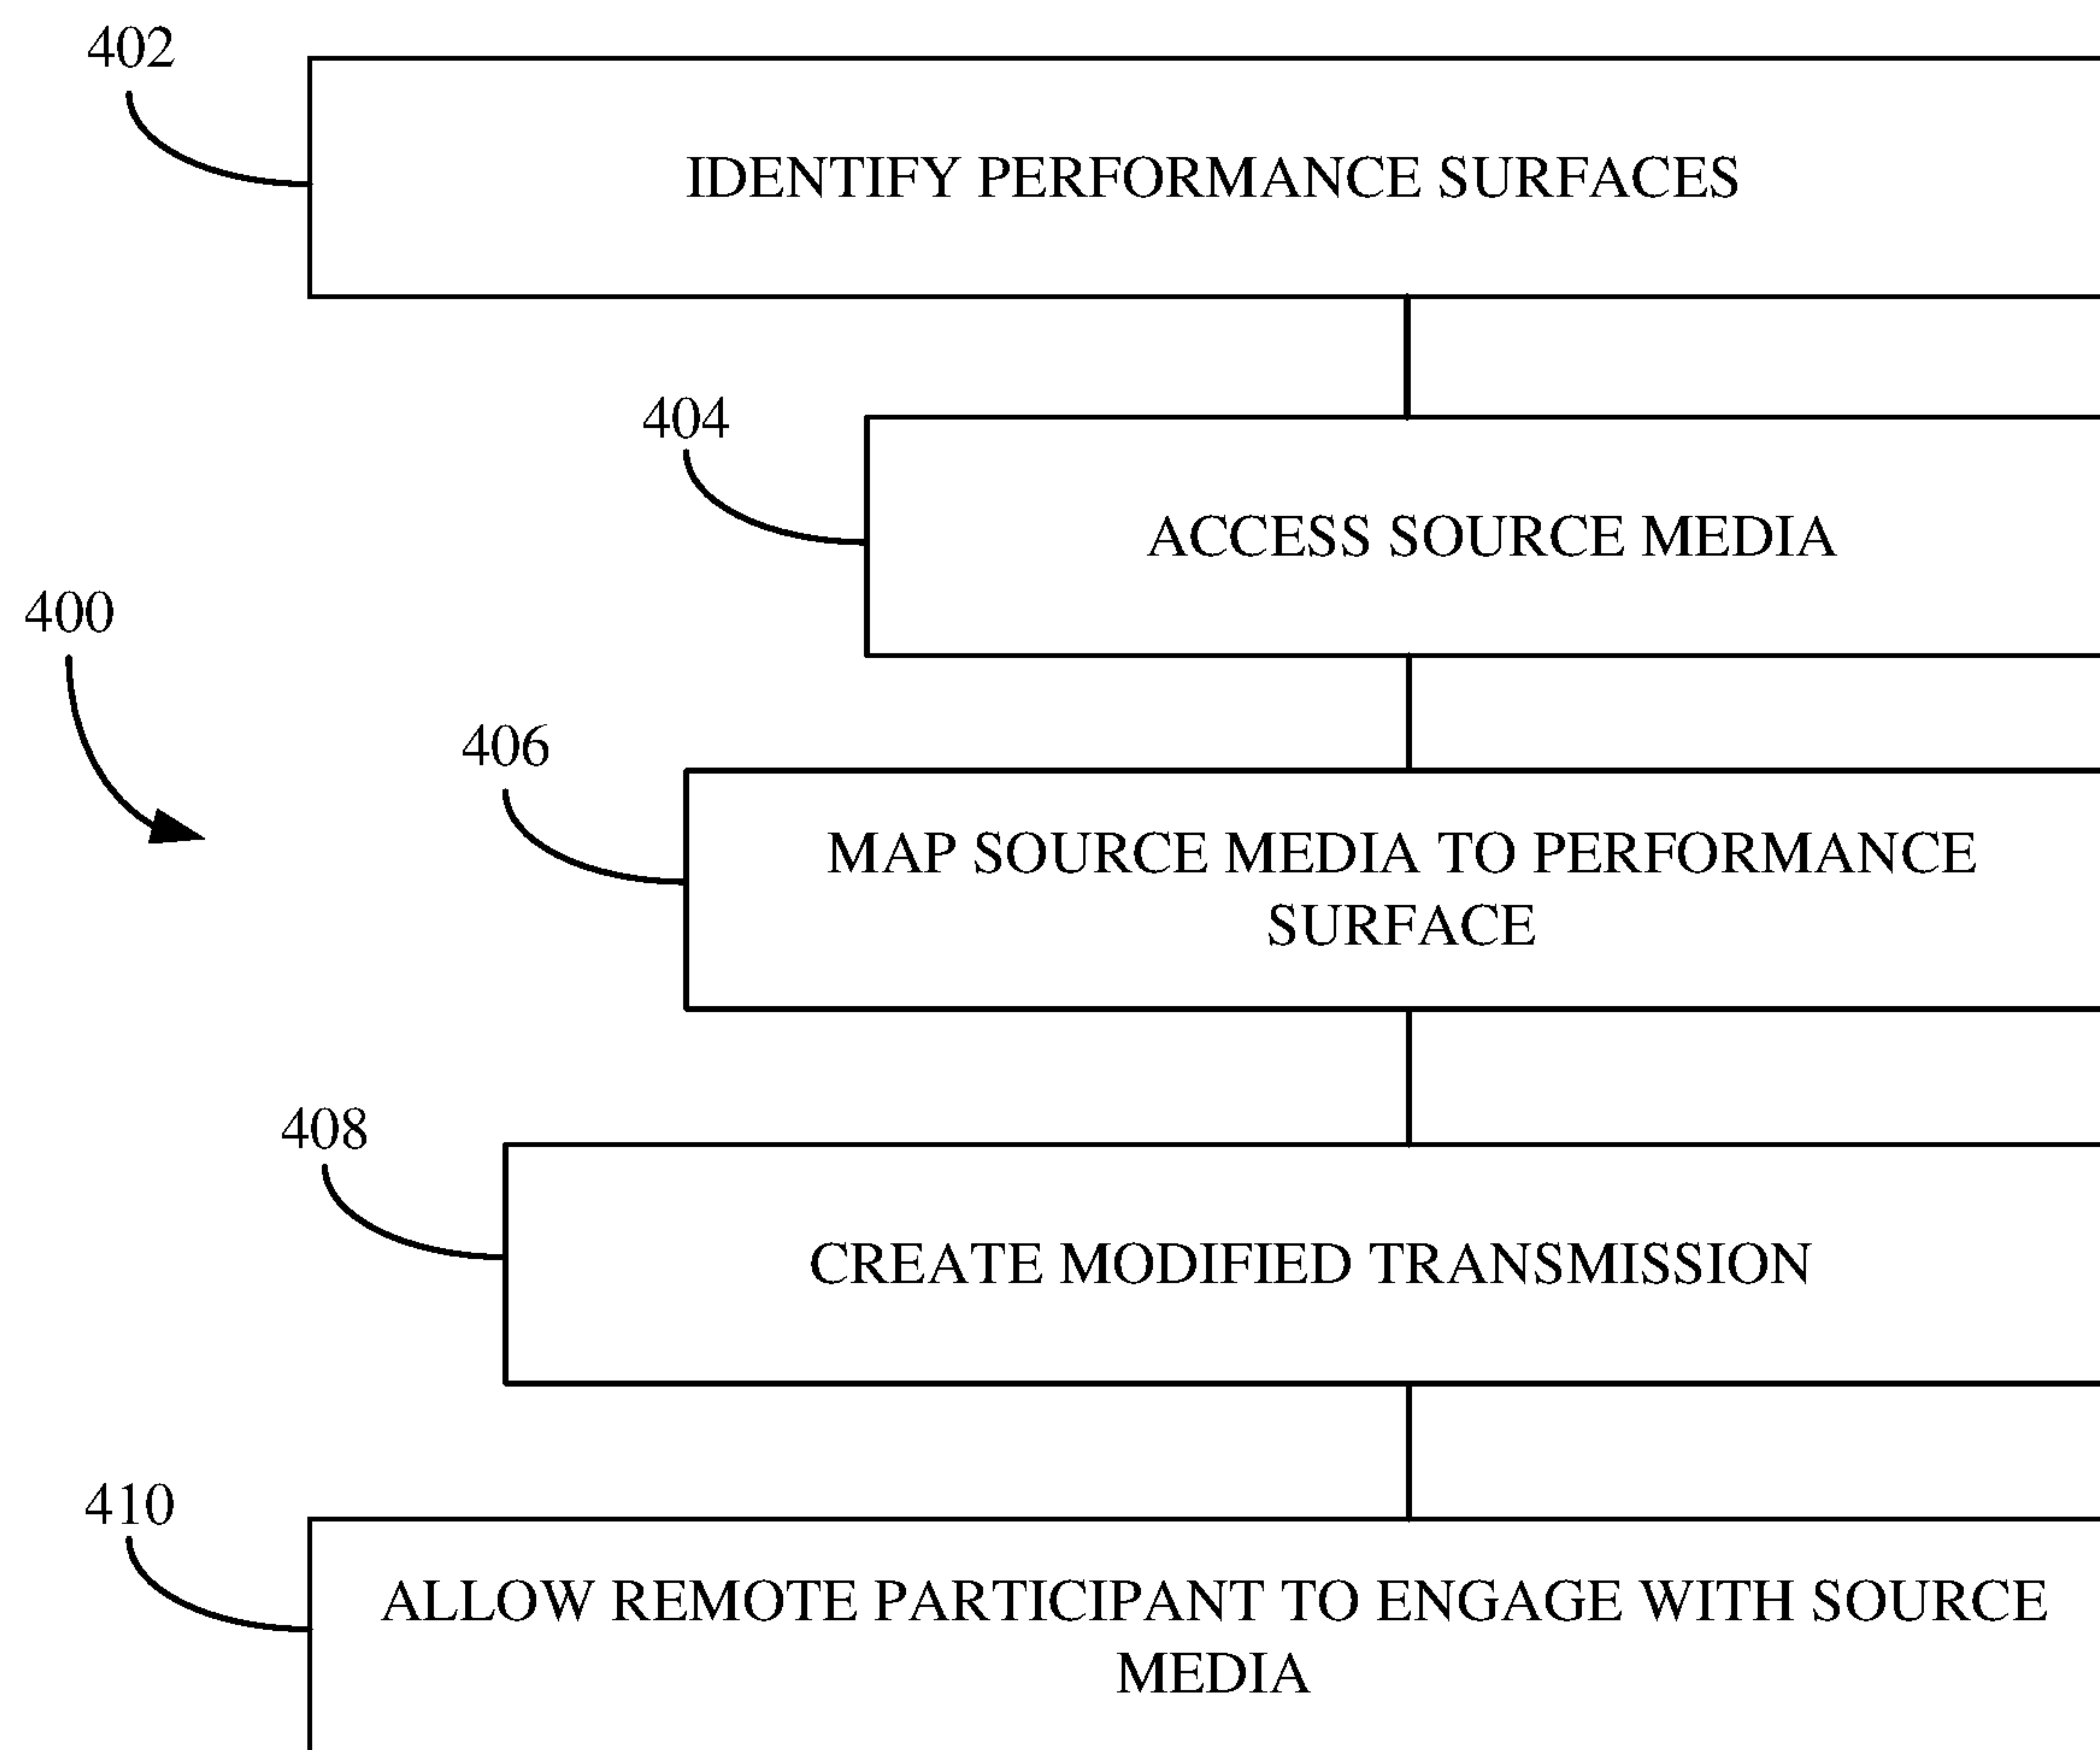 402
IDENTIFY PERFORMANCE SURFACES
404
ACCESS SOURCE MEDIA
400
406
MAP SOURCE MEDIA TO PERFORMANCE
SURFACE
408
CREATE MODIFIED TRANSMISSION
410
ALLOW REMOTE PARTICIPANT TO ENGAGE WITH SOURCE
MEDIA